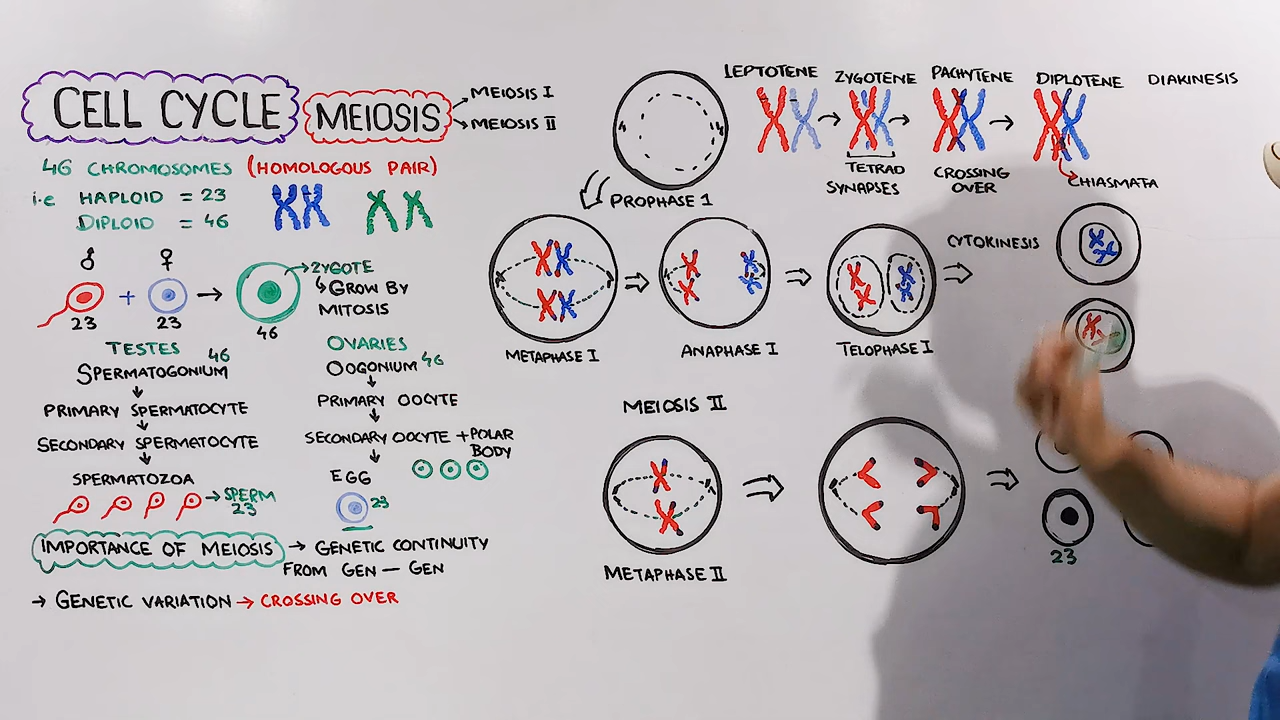 CELL CYCLE
MEIOSIS
MEIOSIS I
MEIOSIS II
46 CHROMOSOMES (HOMOLOGOUS PAIR)
i.e HAPLOID = 23
DIPLOID = 46
♂ ♀
+
ZYGOTE
GROW BY
MITOSIS
23 23 46
TESTES
46
SPERMATOGONIUM
PRIMARY SPERMATOCYTE
SECONDARY SPERMATOCYTE
SPERMATOZOA
SPERM
23
OVARIES
OOGONIUM 46
PRIMARY OOCYTE
SECONDARY OOCYTE + POLAR
BODY
EGG
23
IMPORTANCE OF MEIOSIS → GENETIC CONTINUITY
FROM GEN — GEN
→ GENETIC VARIATION → CROSSING OVER
LEPTOTENE ZYGOTENE PACHYTENE DIPLOTENE DIAKINESIS
TETRAD
SYNAPSES
CROSSING
OVER
CHIASMATA
PROPHASE 1
CYTOKINESIS
METAPHASE I ANAPHASE I TELOPHASE I
MEIOSIS II
METAPHASE II
23